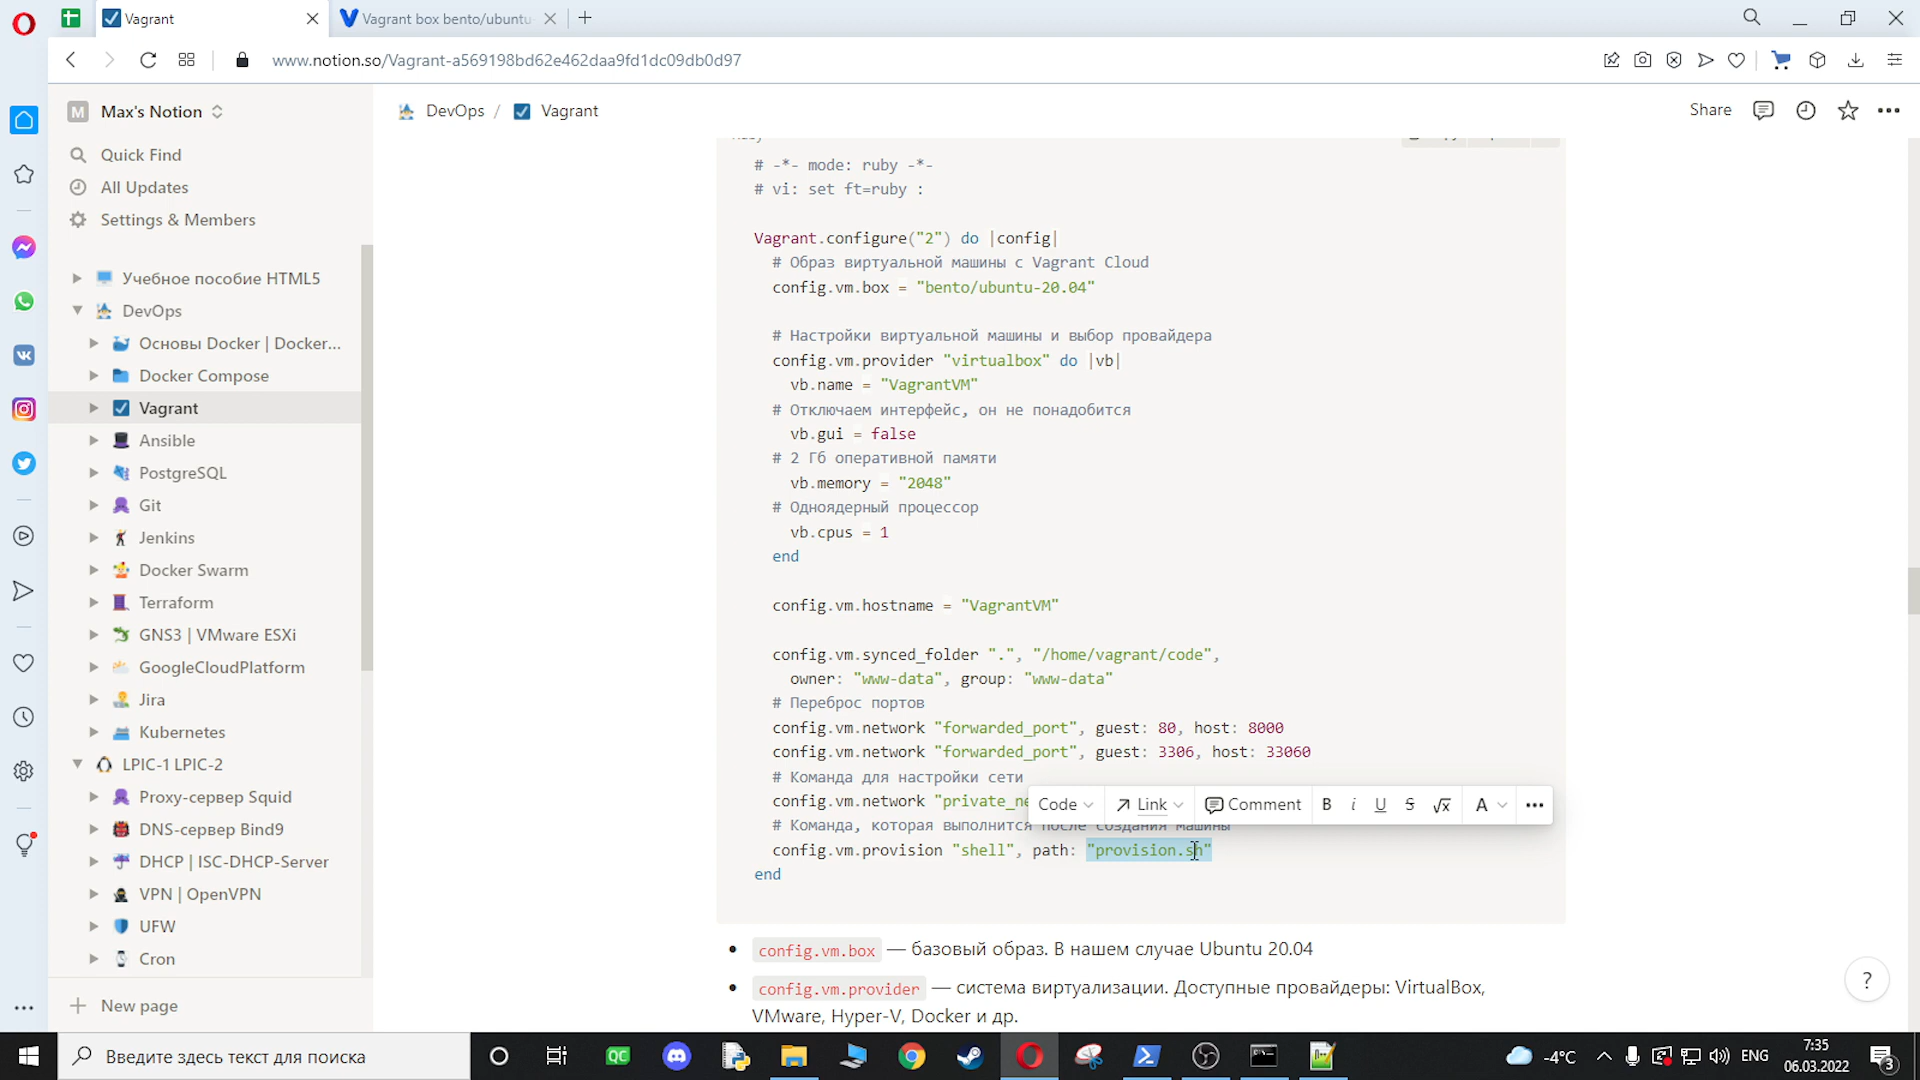 Vagrant
Vagrant box bento/ubuntu-
www.notion.so/Vagrant-a569198bd62e462daa9fd1dc09db0d97
M Max's Notion
DevOps / Vagrant
Share
Quick Find
All Updates
Settings & Members
Учебное пособие HTML5
DevOps
Основы Docker | Docker...
Docker Compose
Vagrant
Ansible
PostgreSQL
Git
Jenkins
Docker Swarm
Terraform
GNS3 | VMware ESXi
GoogleCloudPlatform
Jira
Kubernetes
LPIC-1 LPIC-2
Proxy-сервер Squid
DNS-сервер Bind9
DHCP | ISC-DHCP-Server
VPN | OpenVPN
UFW
Cron
New page
# -*- mode: ruby -*-
# vi: set ft=ruby :
Vagrant.configure("2") do |config|
# Образ виртуальной машины с Vagrant Cloud
config.vm.box = "bento/ubuntu-20.04"
# Настройки виртуальной машины и выбор провайдера
config.vm.provider "virtualbox" do |vb|
vb.name = "VagrantVM"
# Отключаем интерфейс, он не понадобится
vb.gui = false
# 2 Гб оперативной памяти
vb.memory = "2048"
# Одноядерный процессор
vb.cpus = 1
end
config.vm.hostname = "VagrantVM"
config.vm.synced_folder ".", "/home/vagrant/code",
owner: "www-data", group: "www-data"
# Переброс портов
config.vm.network "forwarded_port", guest: 80, host: 8000
config.vm.network "forwarded_port", guest: 3306, host: 33060
# Команда для настройки сети
config.vm.network "private_ne
Code Link Comment B i U S √x A
# Команда, которая выполнится после создания машины
config.vm.provision "shell", path: "provision.sh"
end
config.vm.box — базовый образ. В нашем случае Ubuntu 20.04
config.vm.provider — система виртуализации. Доступные провайдеры: VirtualBox,
VMware, Hyper-V, Docker и др.
?
Введите здесь текст для поиска
QC
-4°C
ENG
7:35
06.03.2022
3